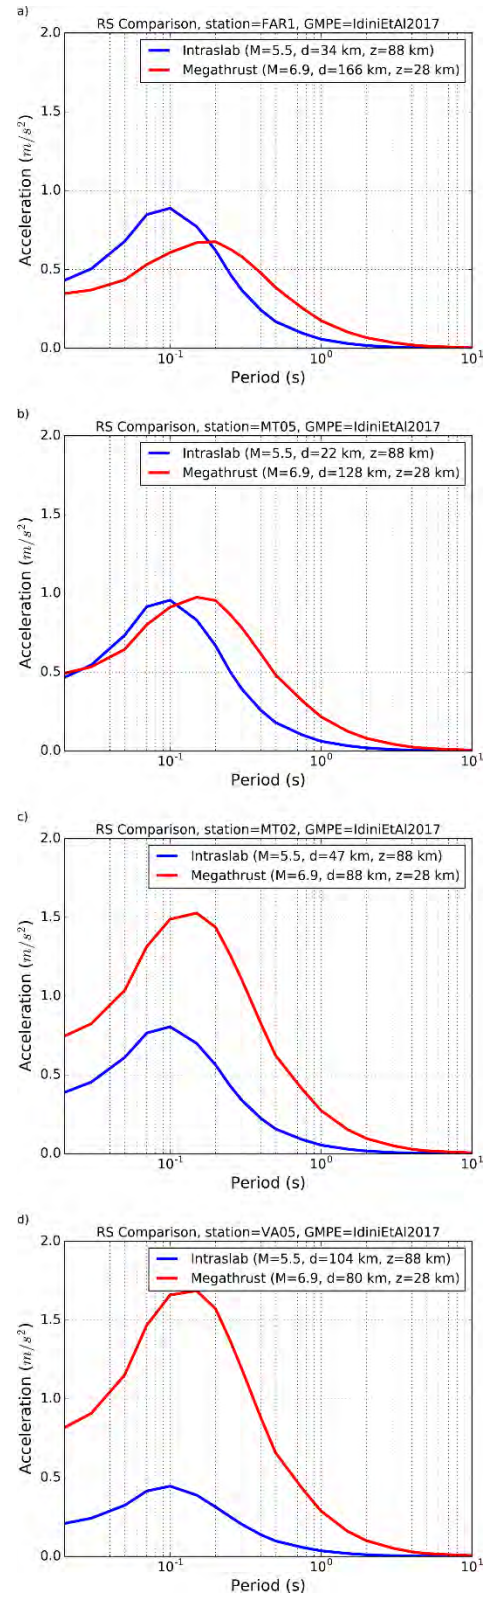 a)
RS Comparison, station=FAR1, GMPE=IdiniEtAl2017
Intraslab (M=5.5, d=34 km, z=88 km)
Megathrust (M=6.9, d=166 km, z=28 km)
2.0
1.5
1.0
0.5
0.0
Acceleration (m/s²)
10⁻¹ 10⁰ 10¹
Period (s)
b)
RS Comparison, station=MT05, GMPE=IdiniEtAl2017
Intraslab (M=5.5, d=22 km, z=88 km)
Megathrust (M=6.9, d=128 km, z=28 km)
2.0
1.5
1.0
0.5
0.0
Acceleration (m/s²)
10⁻¹ 10⁰ 10¹
Period (s)
c)
RS Comparison, station=MT02, GMPE=IdiniEtAl2017
Intraslab (M=5.5, d=47 km, z=88 km)
Megathrust (M=6.9, d=88 km, z=28 km)
2.0
1.5
1.0
0.5
0.0
Acceleration (m/s²)
10⁻¹ 10⁰ 10¹
Period (s)
d)
RS Comparison, station=VA05, GMPE=IdiniEtAl2017
Intraslab (M=5.5, d=104 km, z=88 km)
Megathrust (M=6.9, d=80 km, z=28 km)
2.0
1.5
1.0
0.5
0.0
Acceleration (m/s²)
10⁻¹ 10⁰ 10¹
Period (s)